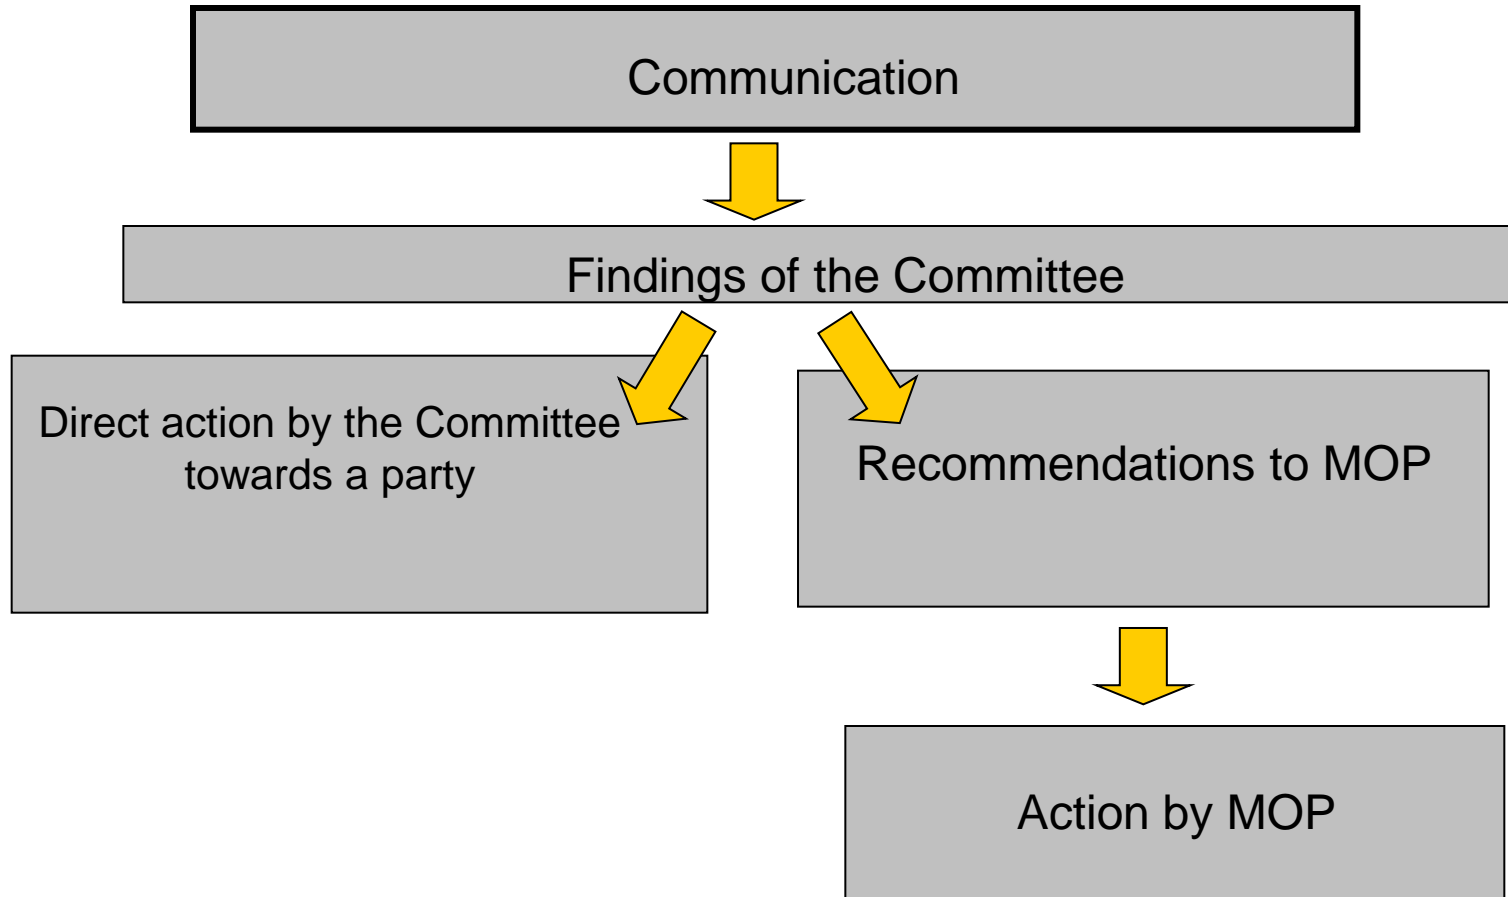 Communication
Findings of the Committee
Direct action by the Committee
towards a party
Recommendations to MOP
Action by MOP